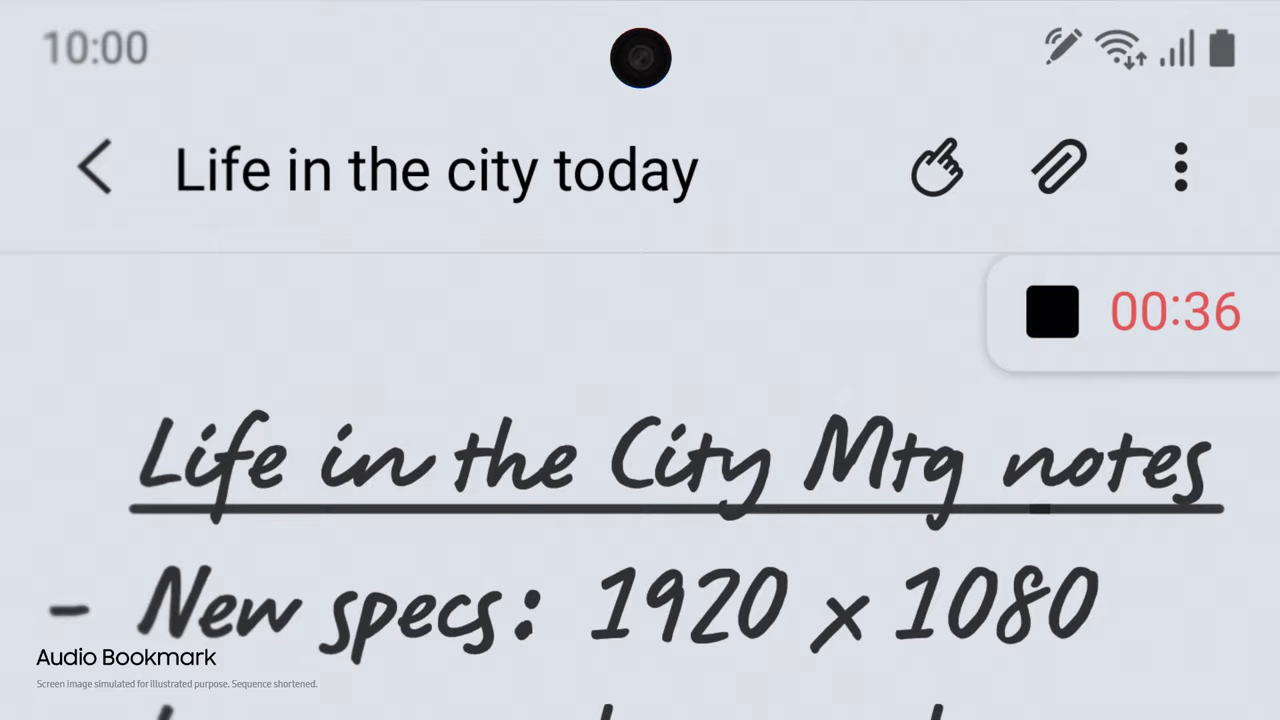 10:00
Life in the city today
00:36
Life in the City Mtg notes
- New specs: 1920 x 1080
Audio Bookmark
Screen image simulated for illustrated purpose. Sequence shortened.